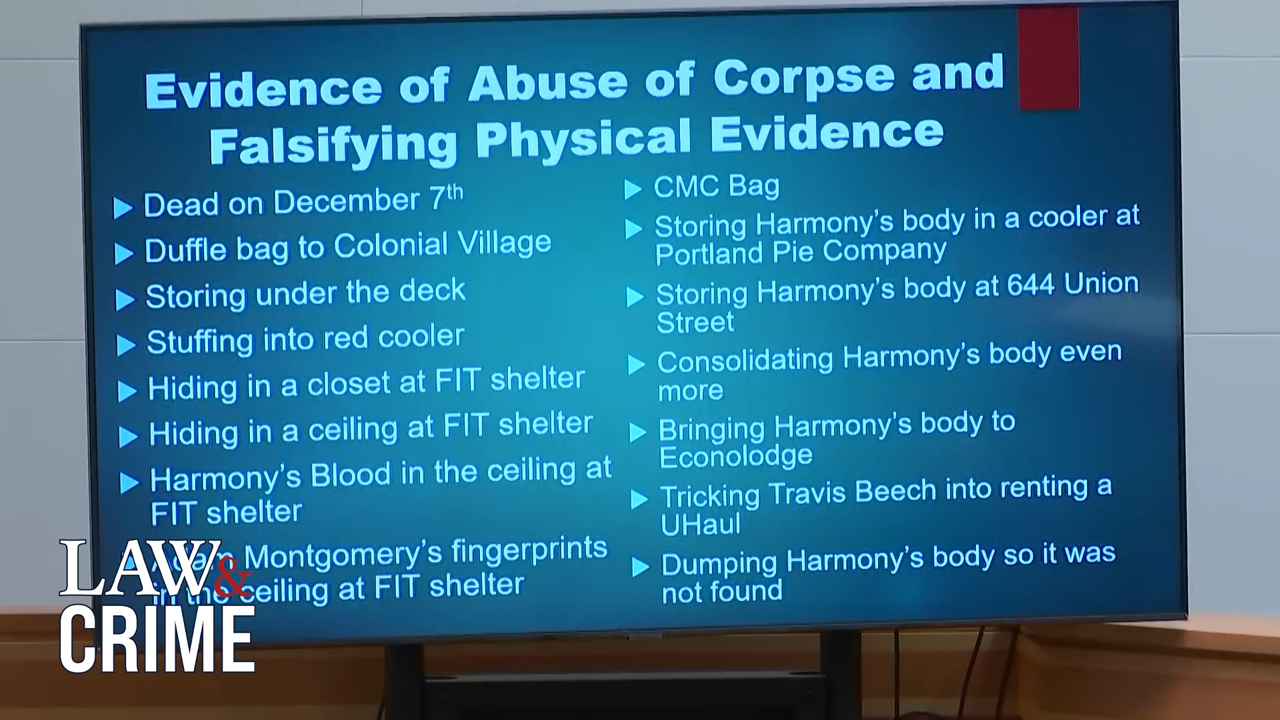 Evidence of Abuse of Corpse and
Falsifying Physical Evidence
Dead on December 7th
Duffle bag to Colonial Village
Storing under the deck
Stuffing into red cooler
Hiding in a closet at FIT shelter
Hiding in a ceiling at FIT shelter
Harmony's Blood in the ceiling at
FIT shelter
Montgomery's fingerprints
in the ceiling at FIT shelter
CMC Bag
Storing Harmony's body in a cooler at
Portland Pie Company
Storing Harmony's body at 644 Union
Street
Consolidating Harmony's body even
more
Bringing Harmony's body to
Econolodge
Tricking Travis Beech into renting a
UHaul
Dumping Harmony's body so it was
not found
LAW&
CRIME